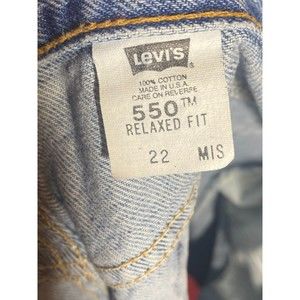 LEVI'S
100% COTTON
MADE IN U.S.A.
CARE ON REVERSE
550™
RELAXED FIT
22 MIS